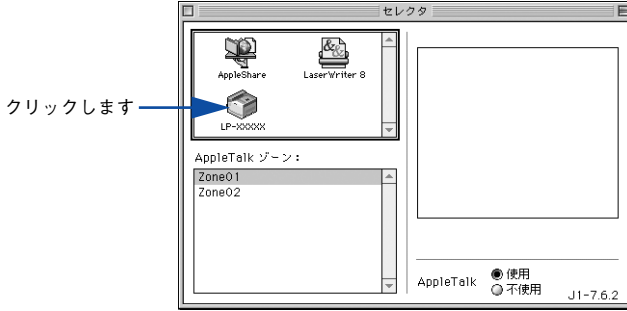 セレクタ
AppleShare
LaserWriter 8
クリックします
LP-XXXXX
AppleTalk ゾーン：
Zone01
Zone02
AppleTalk
使用
不使用
J1-7.6.2